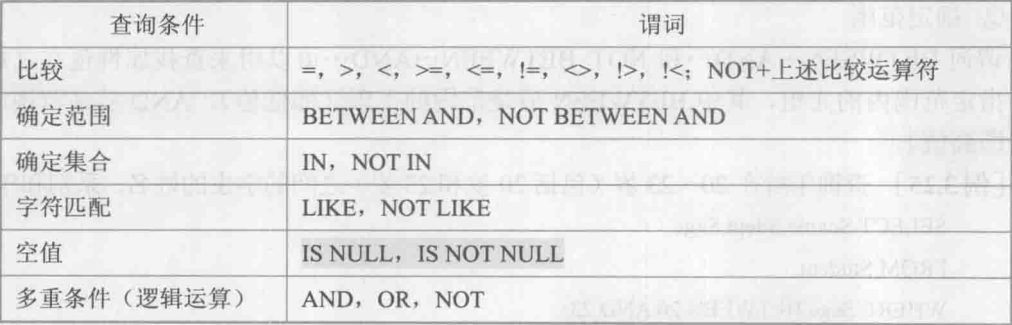 查询条件 谓词
比较 =，>，<，>=，<=，!=，<>，!>，!<；NOT+上述比较运算符
确定范围 BETWEEN AND，NOT BETWEEN AND
确定集合 IN，NOT IN
字符匹配 LIKE，NOT LIKE
空值 IS NULL，IS NOT NULL
多重条件（逻辑运算） AND，OR，NOT